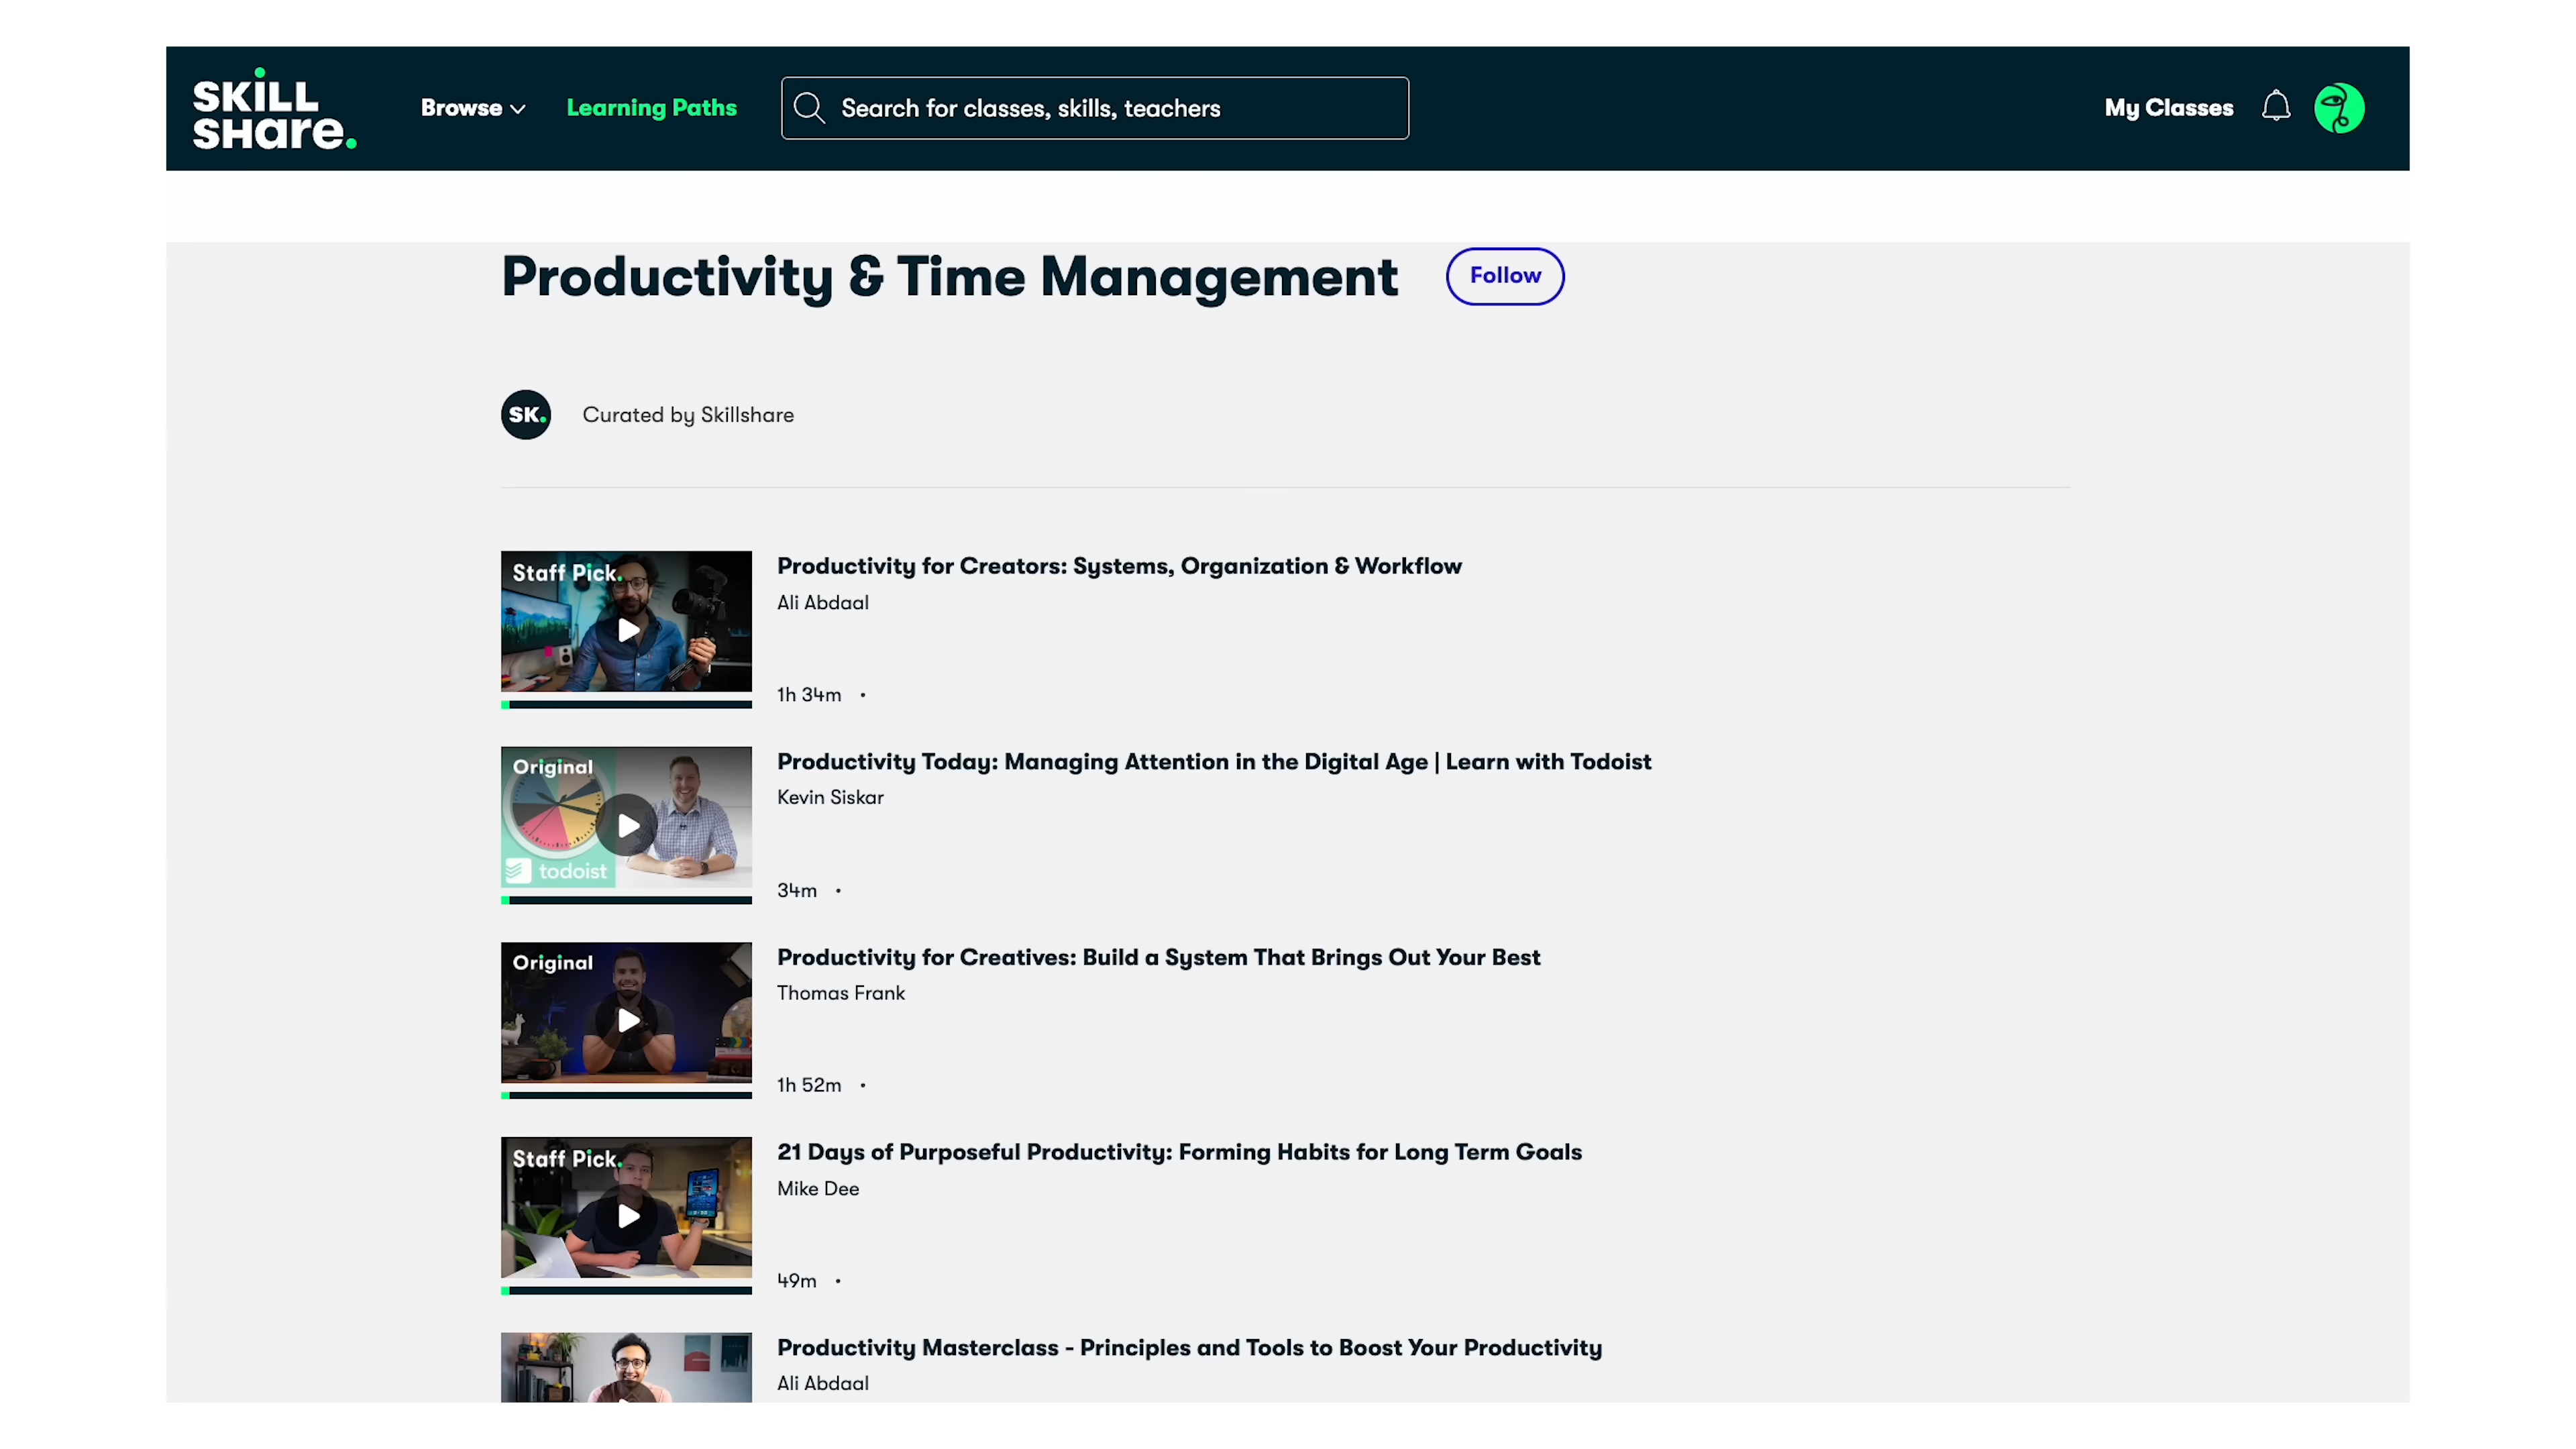 SKILL
SHare.
Browse
Learning Paths
Search for classes, skills, teachers
My Classes
Productivity & Time Management
Follow
SK.
Curated by Skillshare
Staff Pick.
Productivity for Creators: Systems, Organization & Workflow
Ali Abdaal
1h 34m •
Original
todoist
Productivity Today: Managing Attention in the Digital Age | Learn with Todoist
Kevin Siskar
34m •
Original
Productivity for Creatives: Build a System That Brings Out Your Best
Thomas Frank
1h 52m •
Staff Pick.
21 Days of Purposeful Productivity: Forming Habits for Long Term Goals
Mike Dee
49m •
Productivity Masterclass - Principles and Tools to Boost Your Productivity
Ali Abdaal